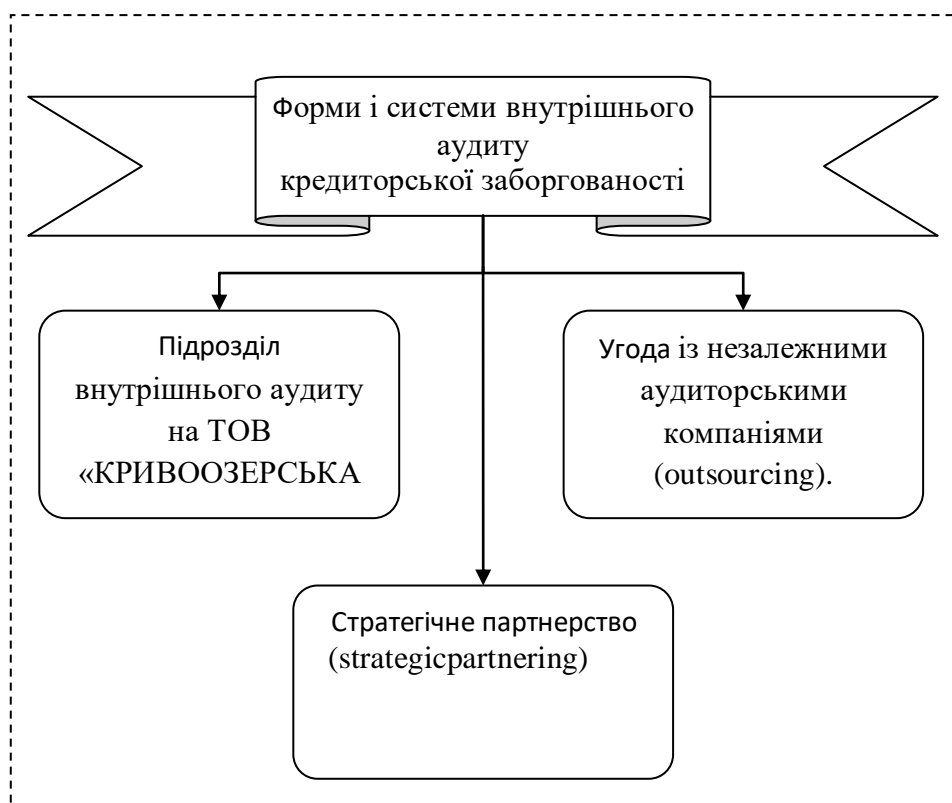 Форми і системи внутрішнього
аудиту
кредиторської заборгованості
Підрозділ
внутрішнього аудиту
на ТОВ
«КРИВООЗЕРСЬКА
Угода із незалежними
аудиторськими
компаніями
(outsourcing).
Стратегічне партнерство
(strategicpartnering)